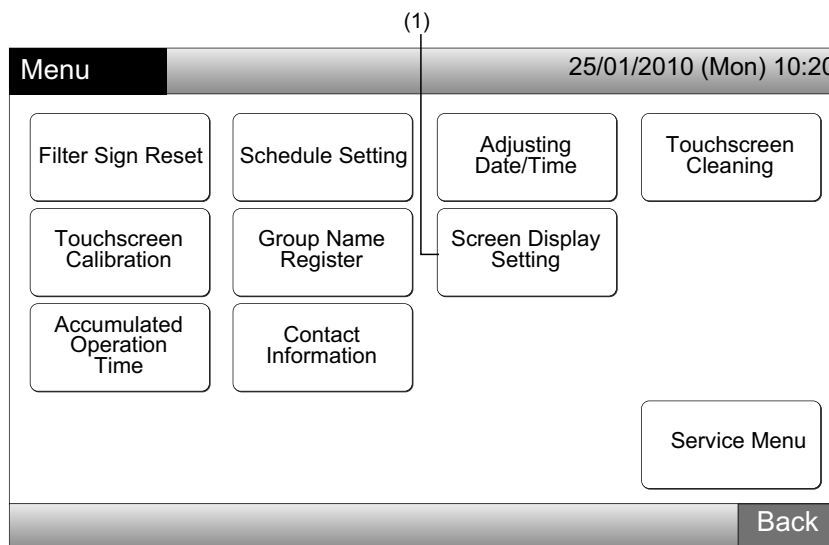 (1)
Menu
25/01/2010 (Mon) 10:20
Filter Sign Reset
Schedule Setting
Adjusting
Date/Time
Touchscreen
Cleaning
Touchscreen
Calibration
Group Name
Register
Screen Display
Setting
Accumulated
Operation
Time
Contact
Information
Service Menu
Back